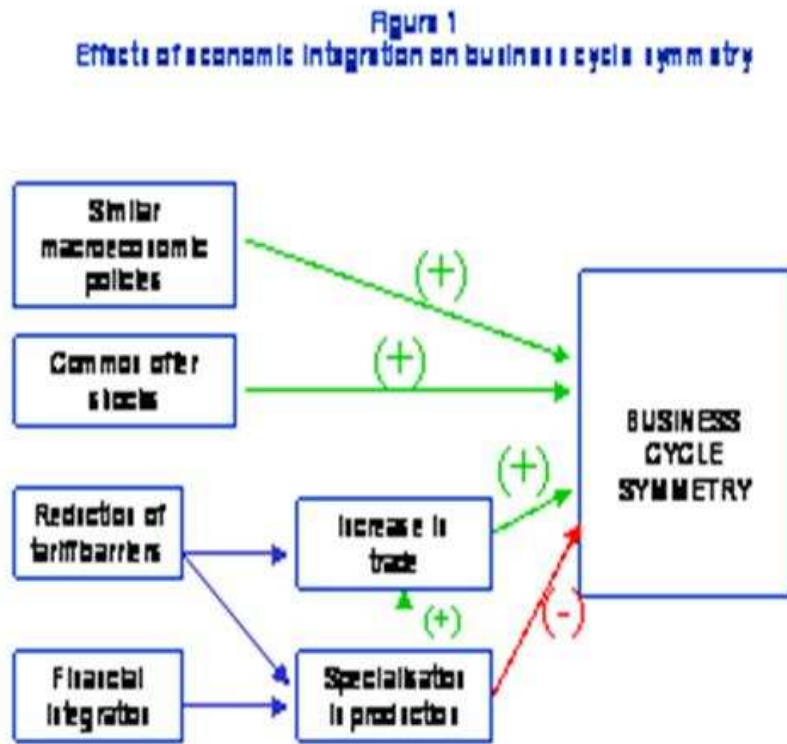 Figure 1
Effects of economic integration on business cycle symmetry
Similar
macroeconomic
policies
(+)
Common offer
shocks
(+)
BUSINESS
CYCLE
SYMMETRY
Reduction of
tariff barriers
Increase in
trade
(+)
(+)
(-)
Financial
integration
Specialisation
in production